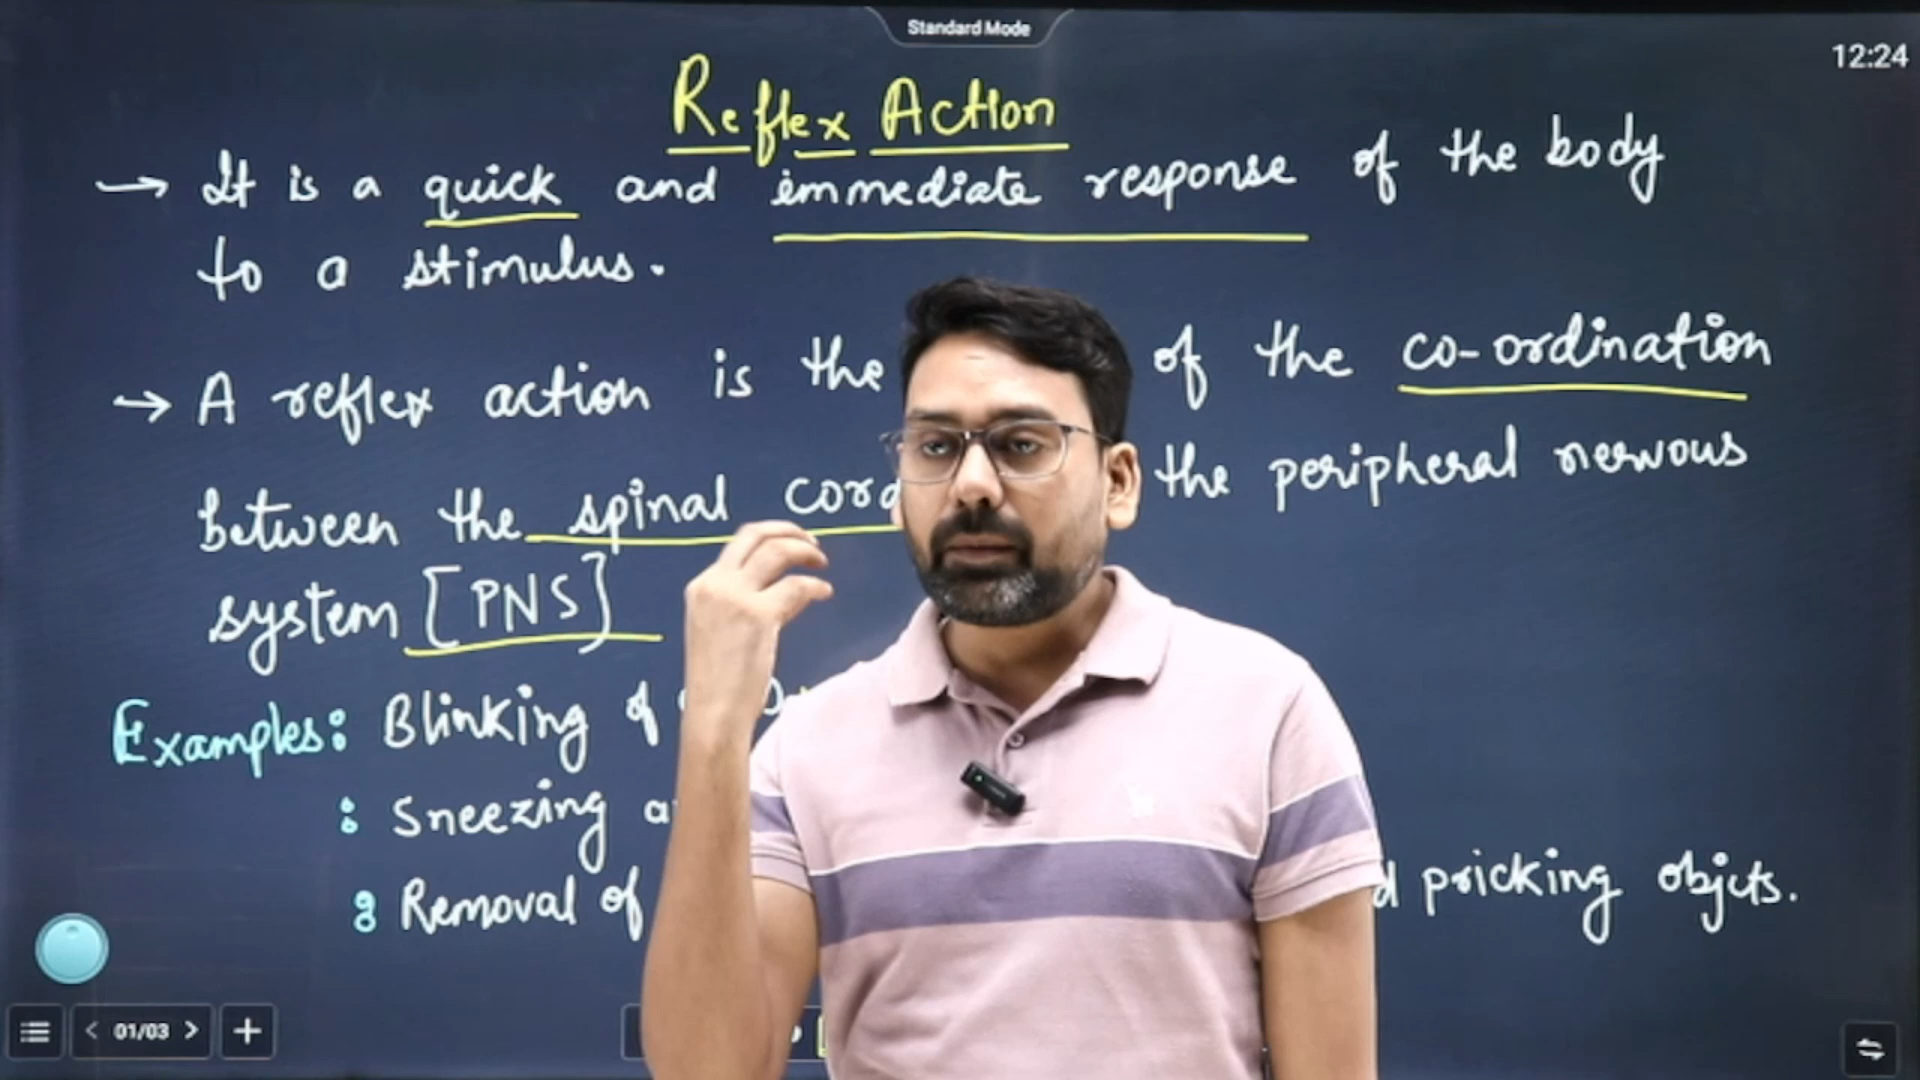 Standard Mode
12:24
Reflex Action
→ It is a quick and immediate response of the body
to a stimulus.
→ A reflex action is the of the co-ordination
between the spinal cord the peripheral nervous
system [PNS]
Examples: Blinking of
: Sneezing
: Removal of pricking objcts.
01/03